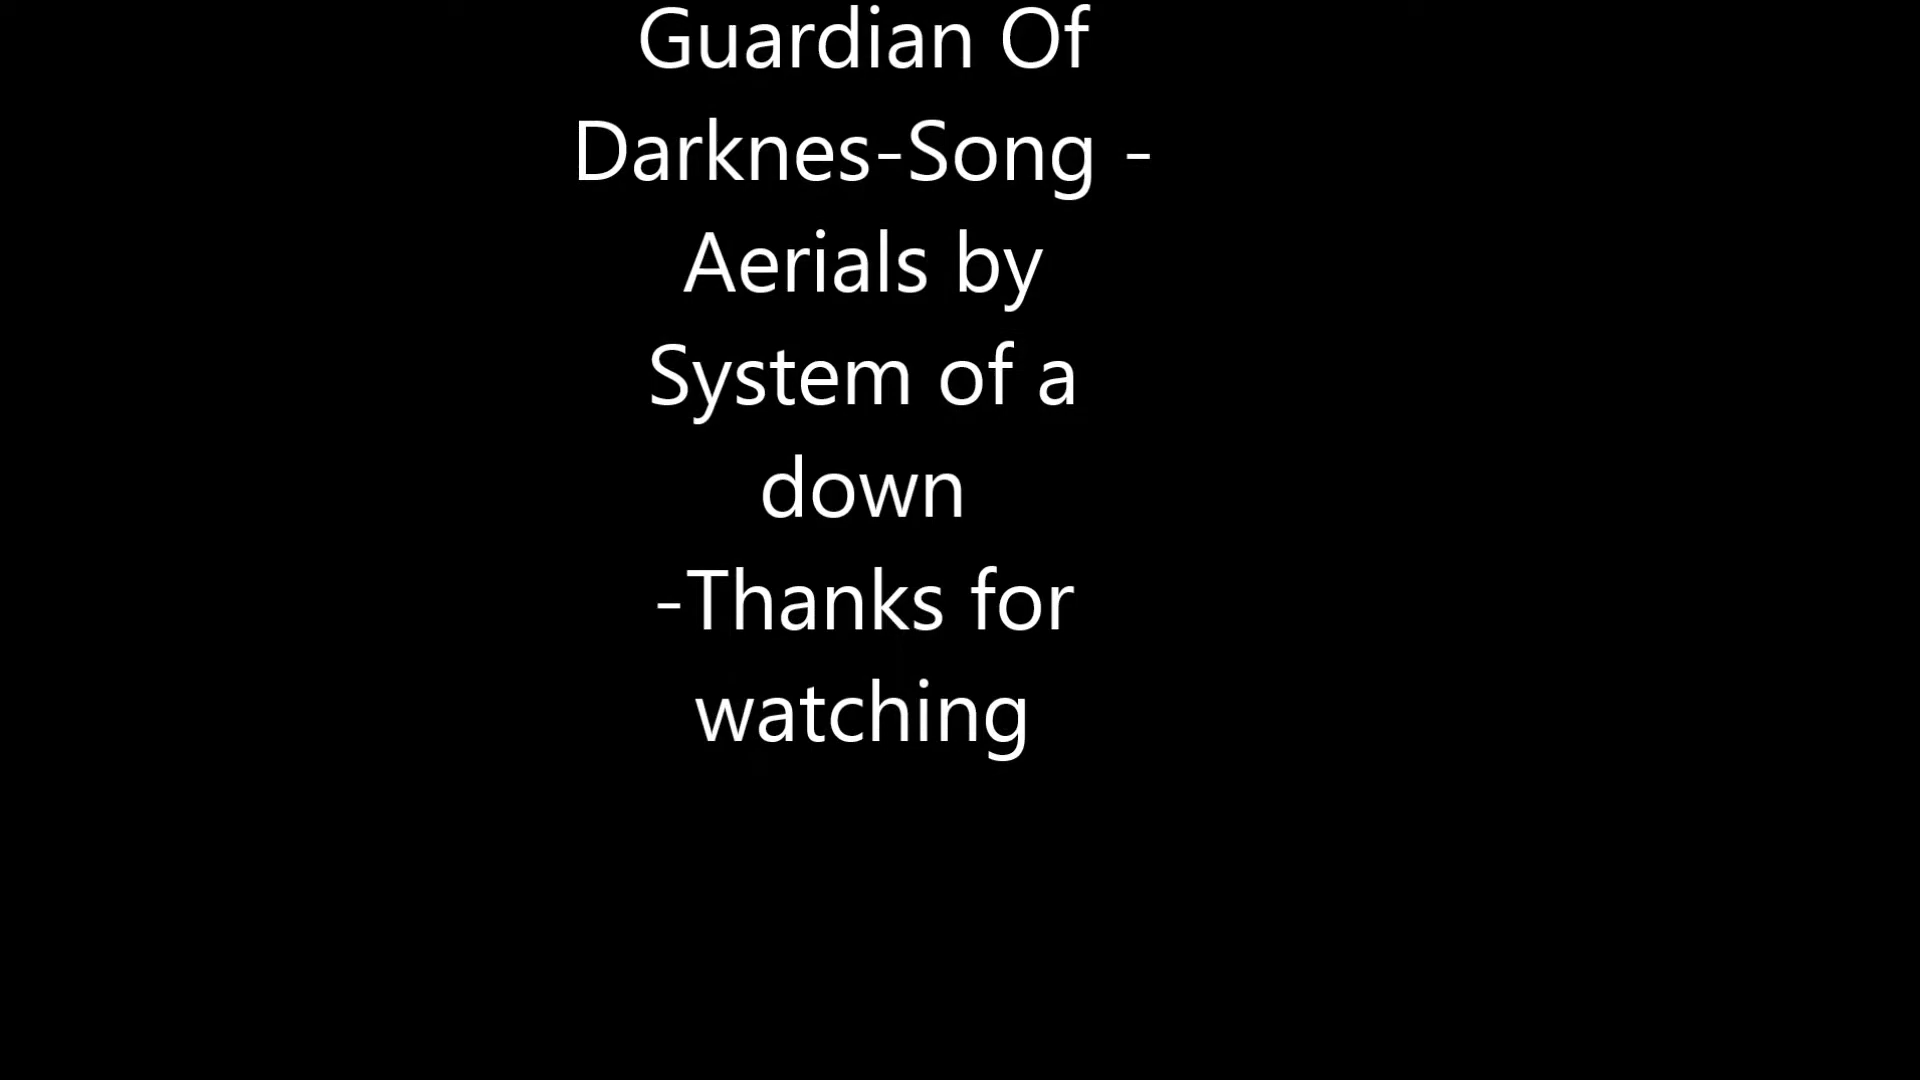 Guardian Of
Darknes-Song -
Aerials by
System of a
down
-Thanks for
watching